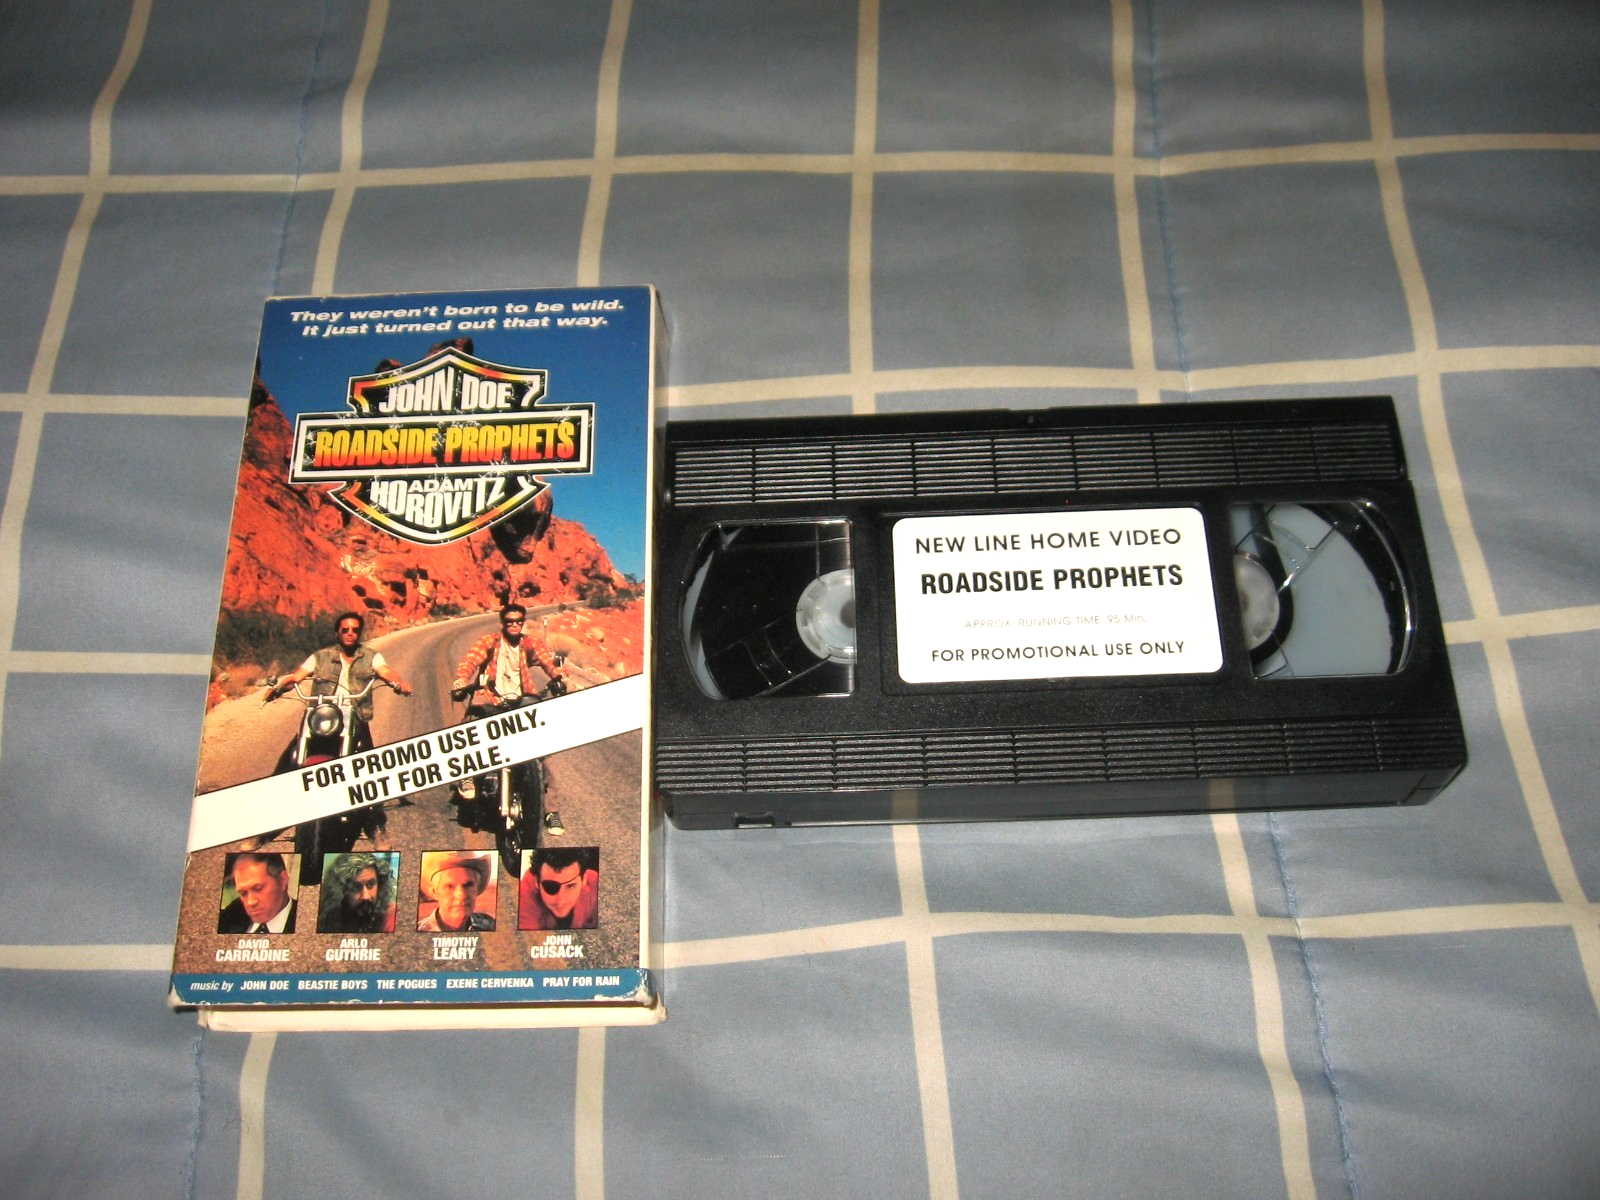 They weren't born to be wild.
It just turned out that way.
JOHN DOE
ROADSIDE PROPHETS
ADAM
HOROVITZ
FOR PROMO USE ONLY.
NOT FOR SALE.
DAVID
CARRADINE
ARLO
GUTHRIE
TIMOTHY
LEARY
JOHN
CUSACK
music by JOHN DOE BEASTIE BOYS THE POGUES EXENE CERVENKA PRAY FOR RAIN
NEW LINE HOME VIDEO
ROADSIDE PROPHETS
APPROX. RUNNING TIME: 95 Min.
FOR PROMOTIONAL USE ONLY